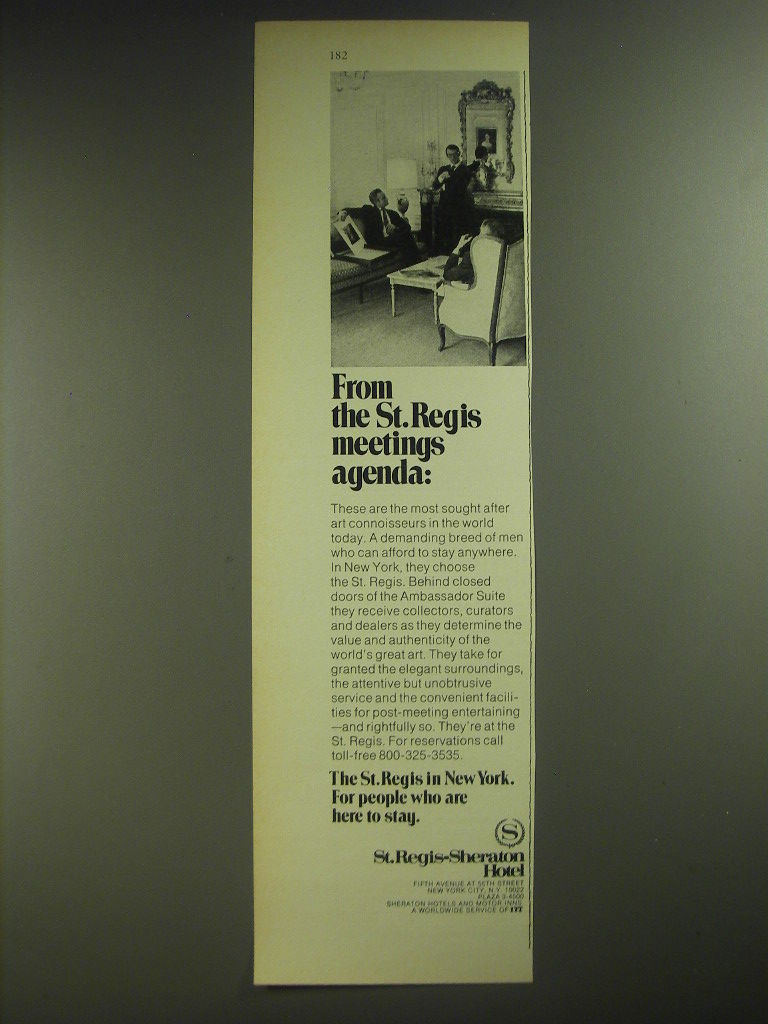 182
From
the St. Regis
meetings
agenda:
These are the most sought after
art connoisseurs in the world
today. A demanding breed of men
who can afford to stay anywhere.
In New York, they choose
the St. Regis. Behind closed
doors of the Ambassador Suite
they receive collectors, curators
and dealers as they determine the
value and authenticity of the
world's great art. They take for
granted the elegant surroundings,
the attentive but unobtrusive
service and the convenient facili-
ties for post-meeting entertaining
—and rightfully so. They're at the
St. Regis. For reservations call
toll-free 800-325-3535.
The St. Regis in New York.
For people who are
here to stay.
S
St. Regis-Sheraton
Hotel
FIFTH AVENUE AT 55TH STREET
NEW YORK CITY, N.Y. 10022
PLAZA 3-4500
SHERATON HOTELS AND MOTOR INNS.
A WORLDWIDE SERVICE OF ITT